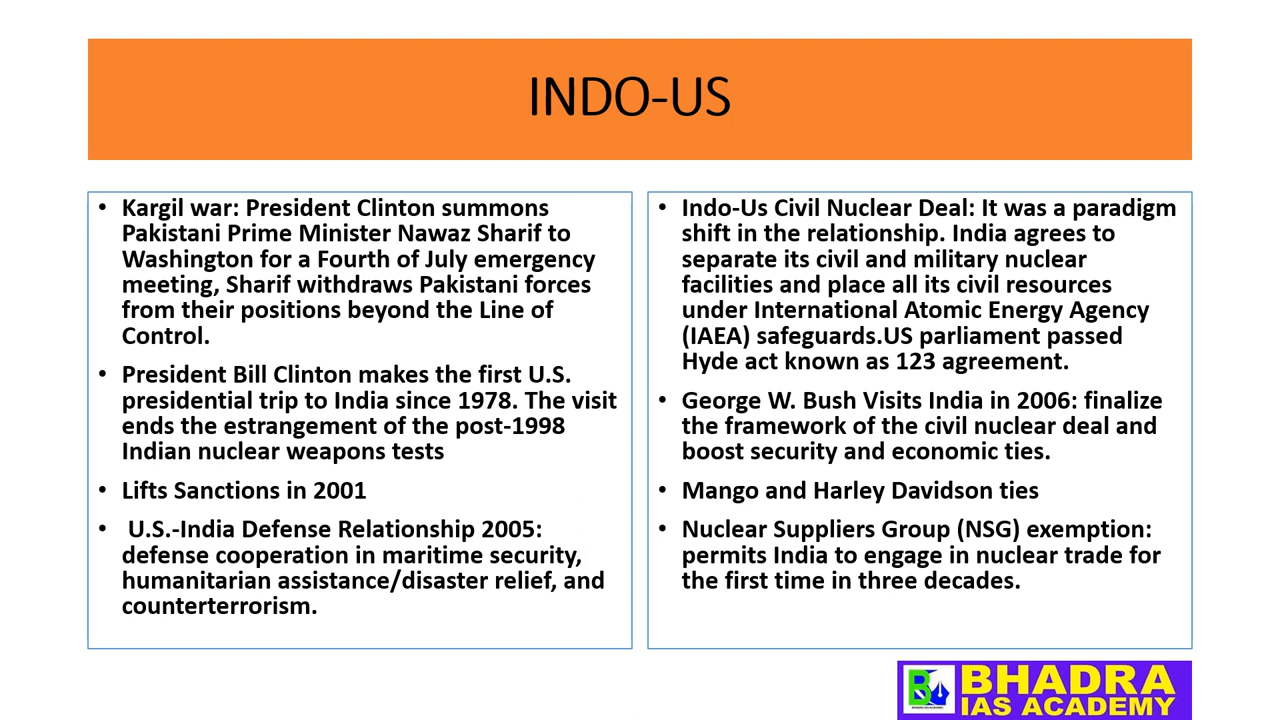 INDO-US
• Kargil war: President Clinton summons
Pakistani Prime Minister Nawaz Sharif to
Washington for a Fourth of July emergency
meeting, Sharif withdraws Pakistani forces
from their positions beyond the Line of
Control.
• President Bill Clinton makes the first U.S.
presidential trip to India since 1978. The visit
ends the estrangement of the post-1998
Indian nuclear weapons tests
• Lifts Sanctions in 2001
• U.S.-India Defense Relationship 2005:
defense cooperation in maritime security,
humanitarian assistance/disaster relief, and
counterterrorism.
• Indo-Us Civil Nuclear Deal: It was a paradigm
shift in the relationship. India agrees to
separate its civil and military nuclear
facilities and place all its civil resources
under International Atomic Energy Agency
(IAEA) safeguards.US parliament passed
Hyde act known as 123 agreement.
• George W. Bush Visits India in 2006: finalize
the framework of the civil nuclear deal and
boost security and economic ties.
• Mango and Harley Davidson ties
• Nuclear Suppliers Group (NSG) exemption:
permits India to engage in nuclear trade for
the first time in three decades.
BHADRA
IAS ACADEMY